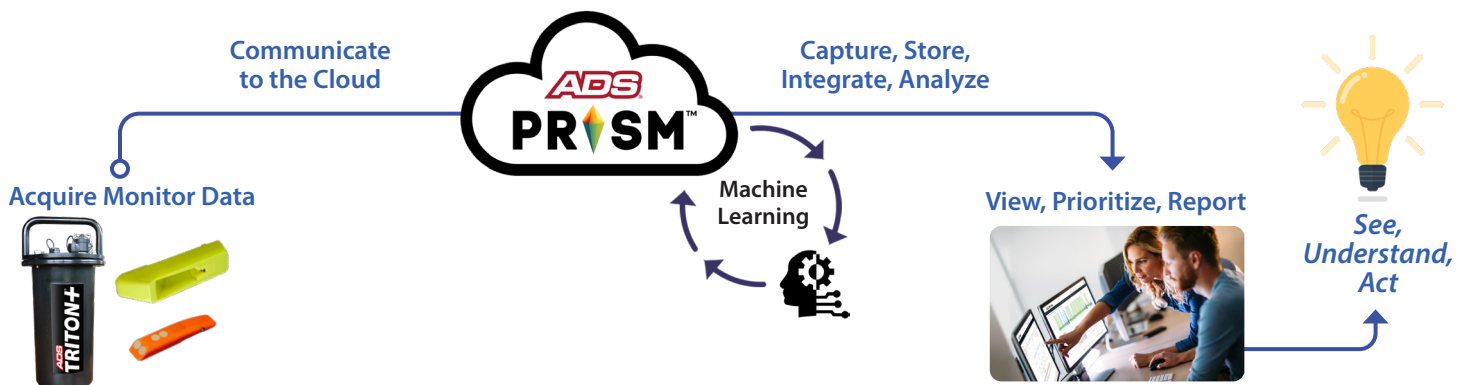 Communicate
to the Cloud
ADS
PRISM™
Capture, Store,
Integrate, Analyze
Acquire Monitor Data
ADS
TRITON+
Machine
Learning
View, Prioritize, Report
See,
Understand,
Act